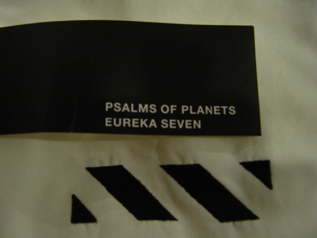 PSALMS OF PLANETS
EUREKA SEVEN